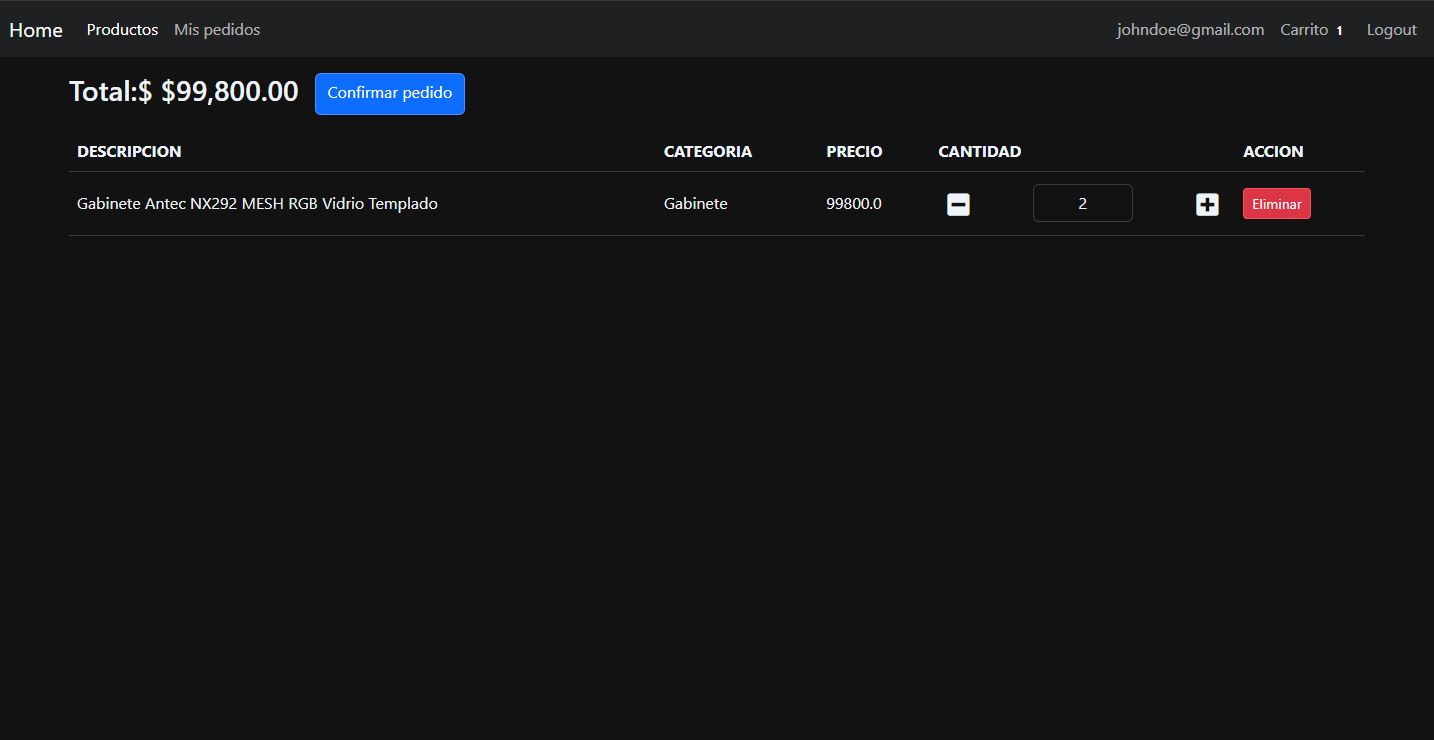 Home Productos Mis pedidos johndoe@gmail.com Carrito 1 Logout
Total:$ $99,800.00 Confirmar pedido
DESCRIPCION CATEGORIA PRECIO CANTIDAD ACCION
Gabinete Antec NX292 MESH RGB Vidrio Templado Gabinete 99800.0 2 Eliminar